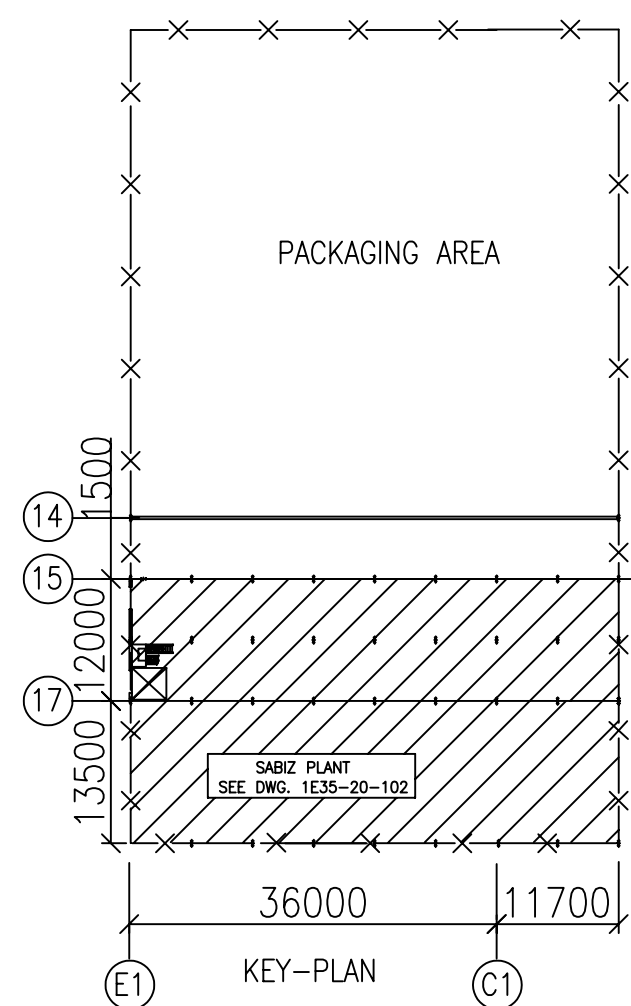 PACKAGING AREA
1500
14
15
12000
17
13500
SABIZ PLANT
SEE DWG. 1E35-20-102
36000
11700
KEY-PLAN
E1
C1